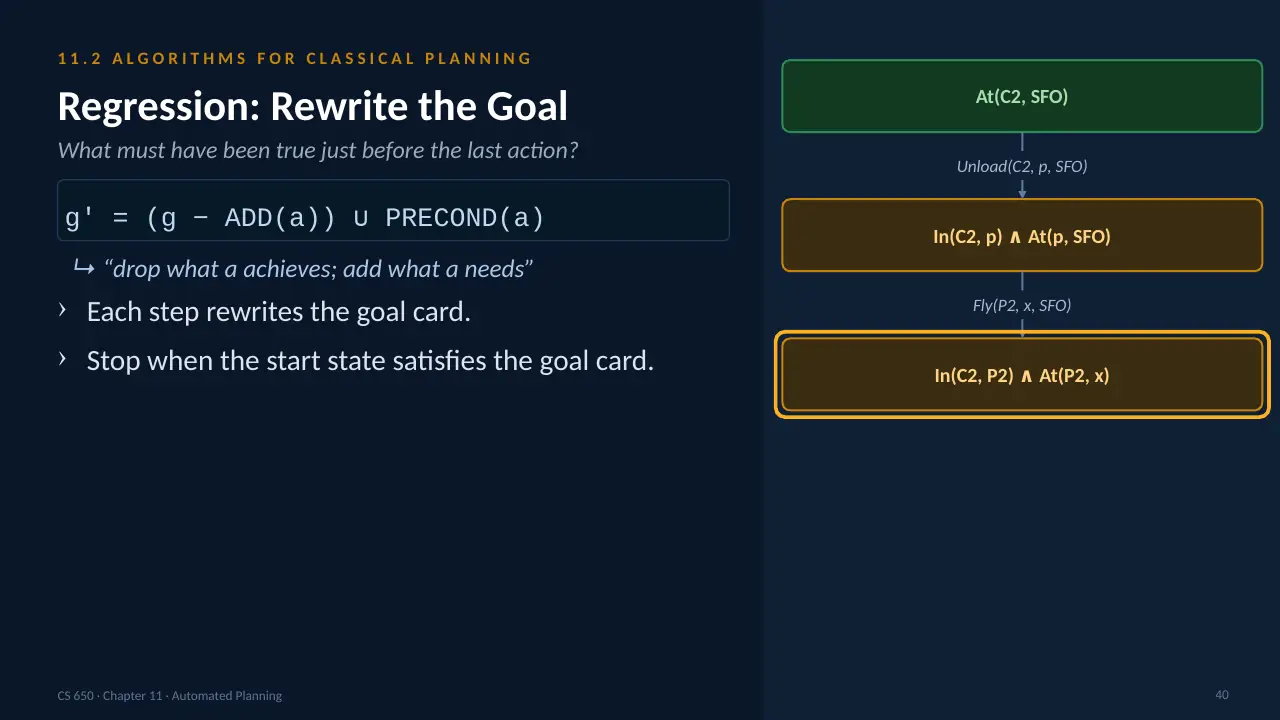 11.2 ALGORITHMS FOR CLASSICAL PLANNING
Regression: Rewrite the Goal
What must have been true just before the last action?
g' = (g − ADD(a)) ∪ PRECOND(a)
↳ “drop what a achieves; add what a needs”
› Each step rewrites the goal card.
› Stop when the start state satisfies the goal card.
At(C2, SFO)
Unload(C2, p, SFO)
In(C2, p) ∧ At(p, SFO)
Fly(P2, x, SFO)
In(C2, P2) ∧ At(P2, x)
CS 650 · Chapter 11 · Automated Planning
40